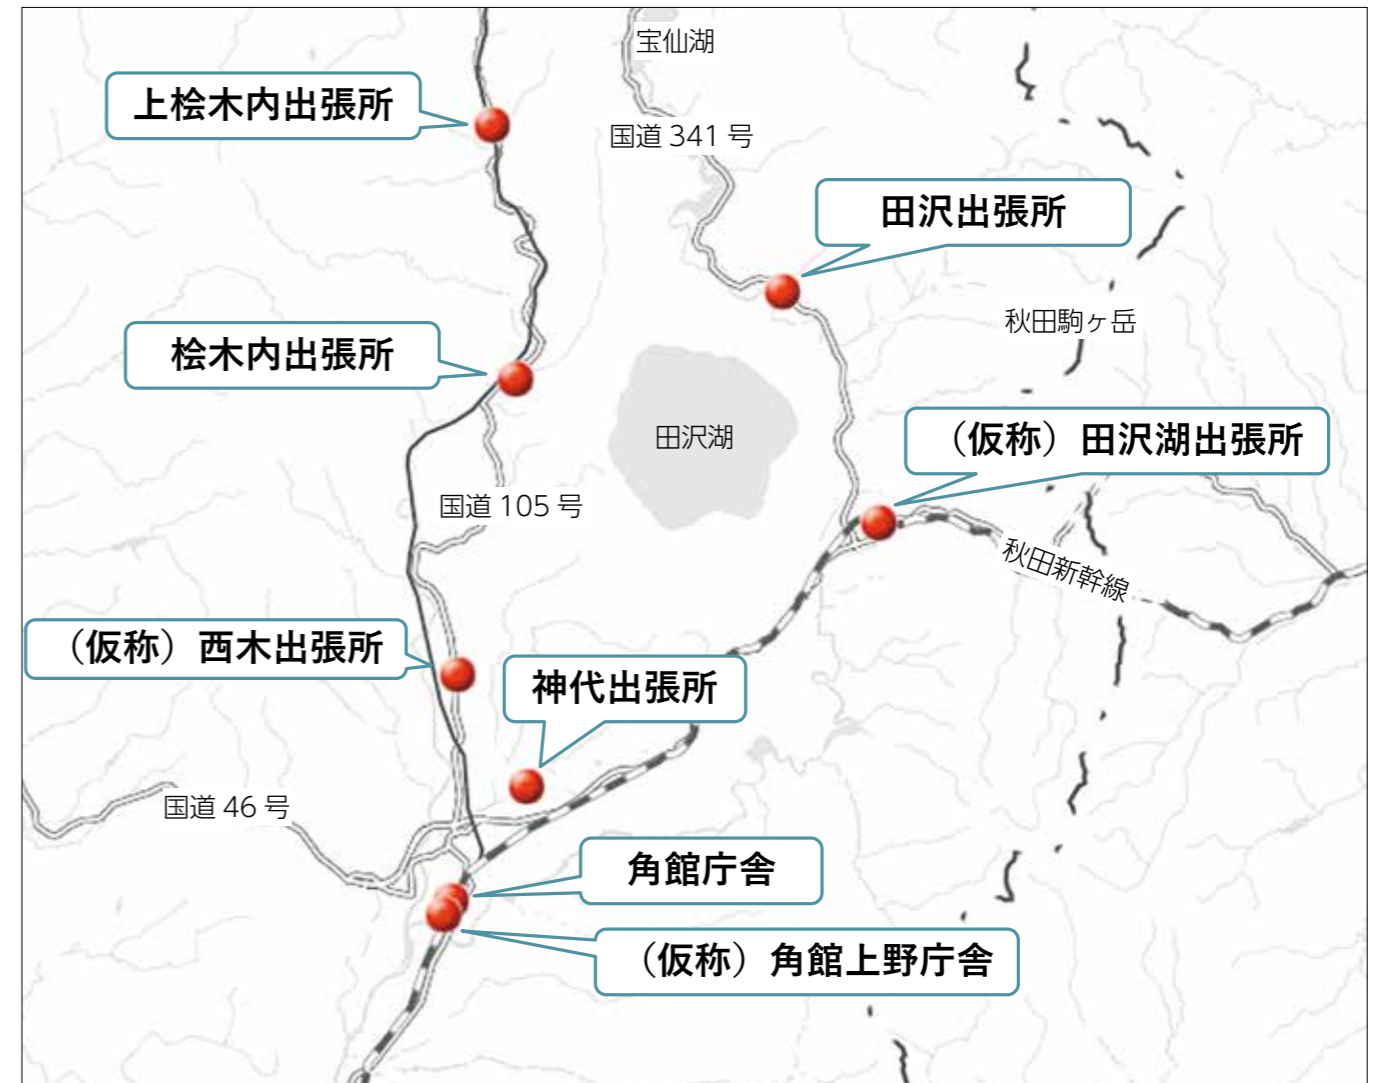 宝仙湖
上桧木内出張所
国道 341 号
田沢出張所
秋田駒ヶ岳
桧木内出張所
田沢湖
（仮称）田沢湖出張所
国道 105 号
秋田新幹線
（仮称）西木出張所
神代出張所
国道 46 号
角館庁舎
（仮称）角館上野庁舎